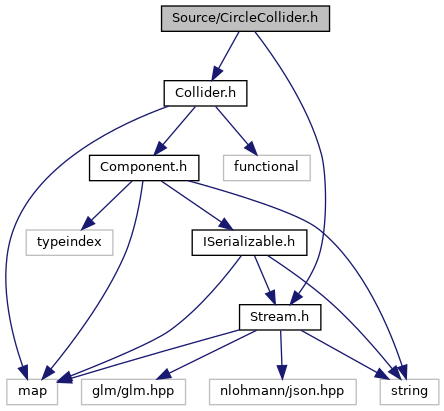 Source/CircleCollider.h
Collider.h
Component.h
functional
typeindex
ISerializable.h
Stream.h
map
glm/glm.hpp
nlohmann/json.hpp
string